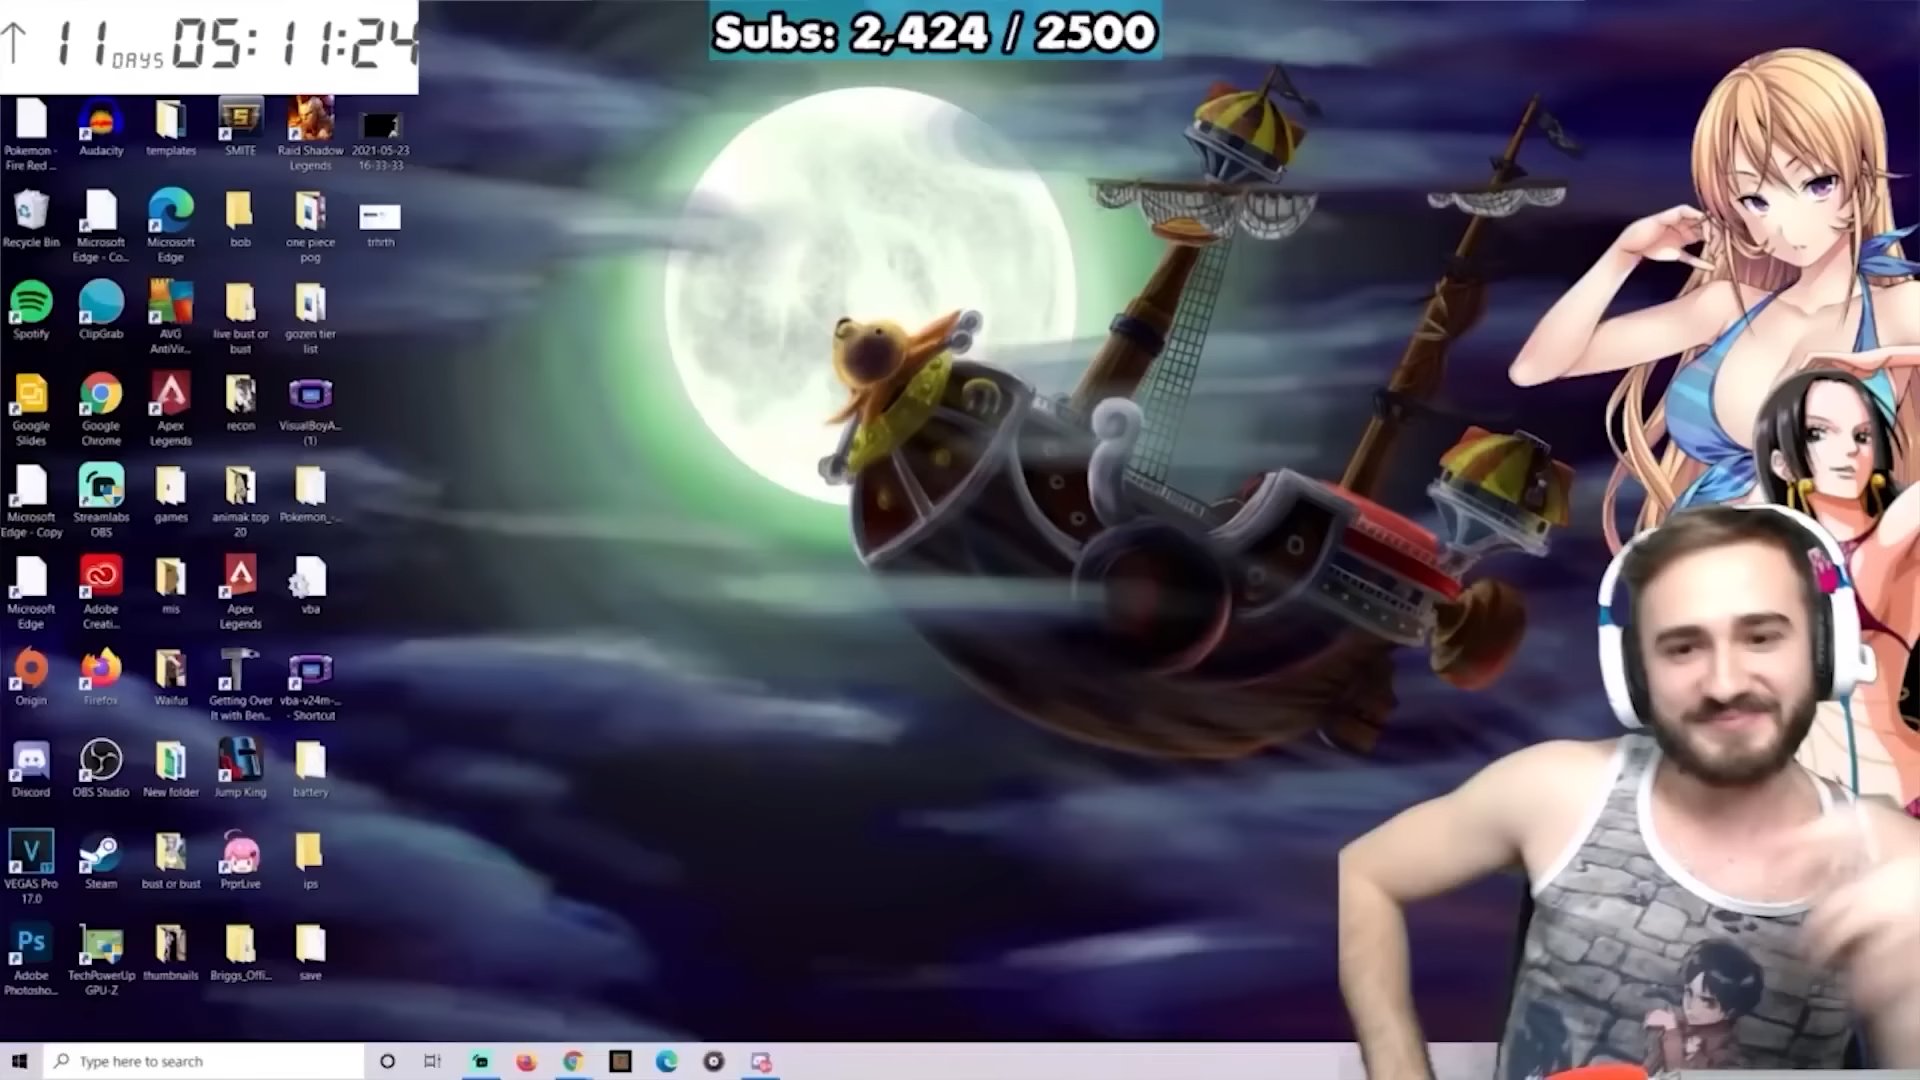 ↑ 11 DAYS 05:11:24
Subs: 2,424 / 2500
Pokemon - Fire Red ...
Audacity
templates
SMITE
Raid Shadow Legends
2021-05-23 16-33-33
Recycle Bin
Microsoft Edge - Co...
Microsoft Edge
bob
one piece pog
trhrth
Spotify
ClipGrab
AVG AntiVir...
live bust or bust
gozen tier list
Google Slides
Google Chrome
Apex Legends
recon
VisualBoyA... (1)
Microsoft Edge - Copy
Streamlabs OBS
games
animak top 20
Pokemon_-...
Microsoft Edge
Adobe Creati...
mis
Apex Legends
vba
Origin
Firefox
Waifus
Getting Over It with Ben...
vba-v24m-... - Shortcut
Discord
OBS Studio
New folder
Jump King
battery
VEGAS Pro 17.0
Steam
bust or bust
PrprLive
ips
Adobe Photosho...
TechPowerUp GPU-Z
thumbnails
Briggs_Offi...
save
Type here to search